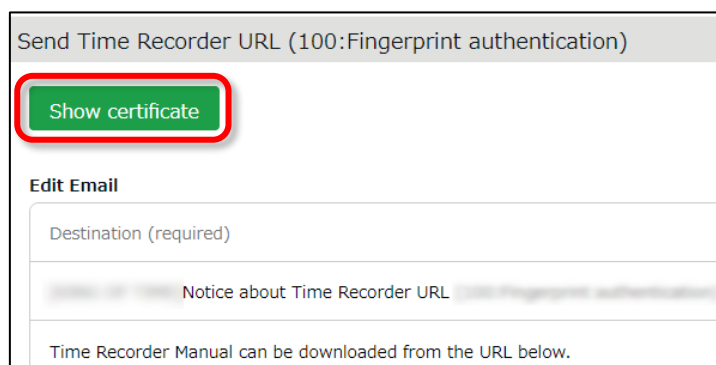 Send Time Recorder URL (100:Fingerprint authentication)
Show certificate
Edit Email
Destination (required)
Notice about Time Recorder URL
Time Recorder Manual can be downloaded from the URL below.